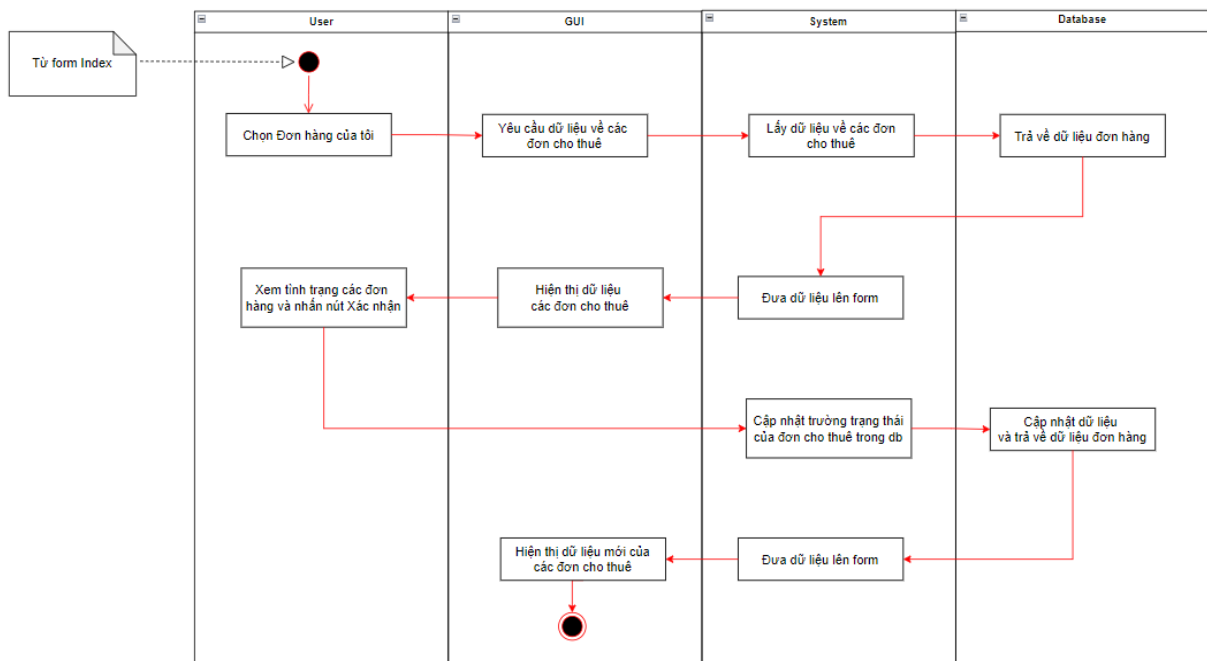 User
GUI
System
Database
Từ form Index
Chọn Đơn hàng của tôi
Yêu cầu dữ liệu về các
đơn cho thuê
Lấy dữ liệu về các đơn
cho thuê
Trả về dữ liệu đơn hàng
Xem tình trạng các đơn
hàng và nhấn nút Xác nhận
Hiện thị dữ liệu
các đơn cho thuê
Đưa dữ liệu lên form
Cập nhật trường trạng thái
của đơn cho thuê trong db
Cập nhật dữ liệu
và trả về dữ liệu đơn hàng
Hiện thị dữ liệu mới của
các đơn cho thuê
Đưa dữ liệu lên form